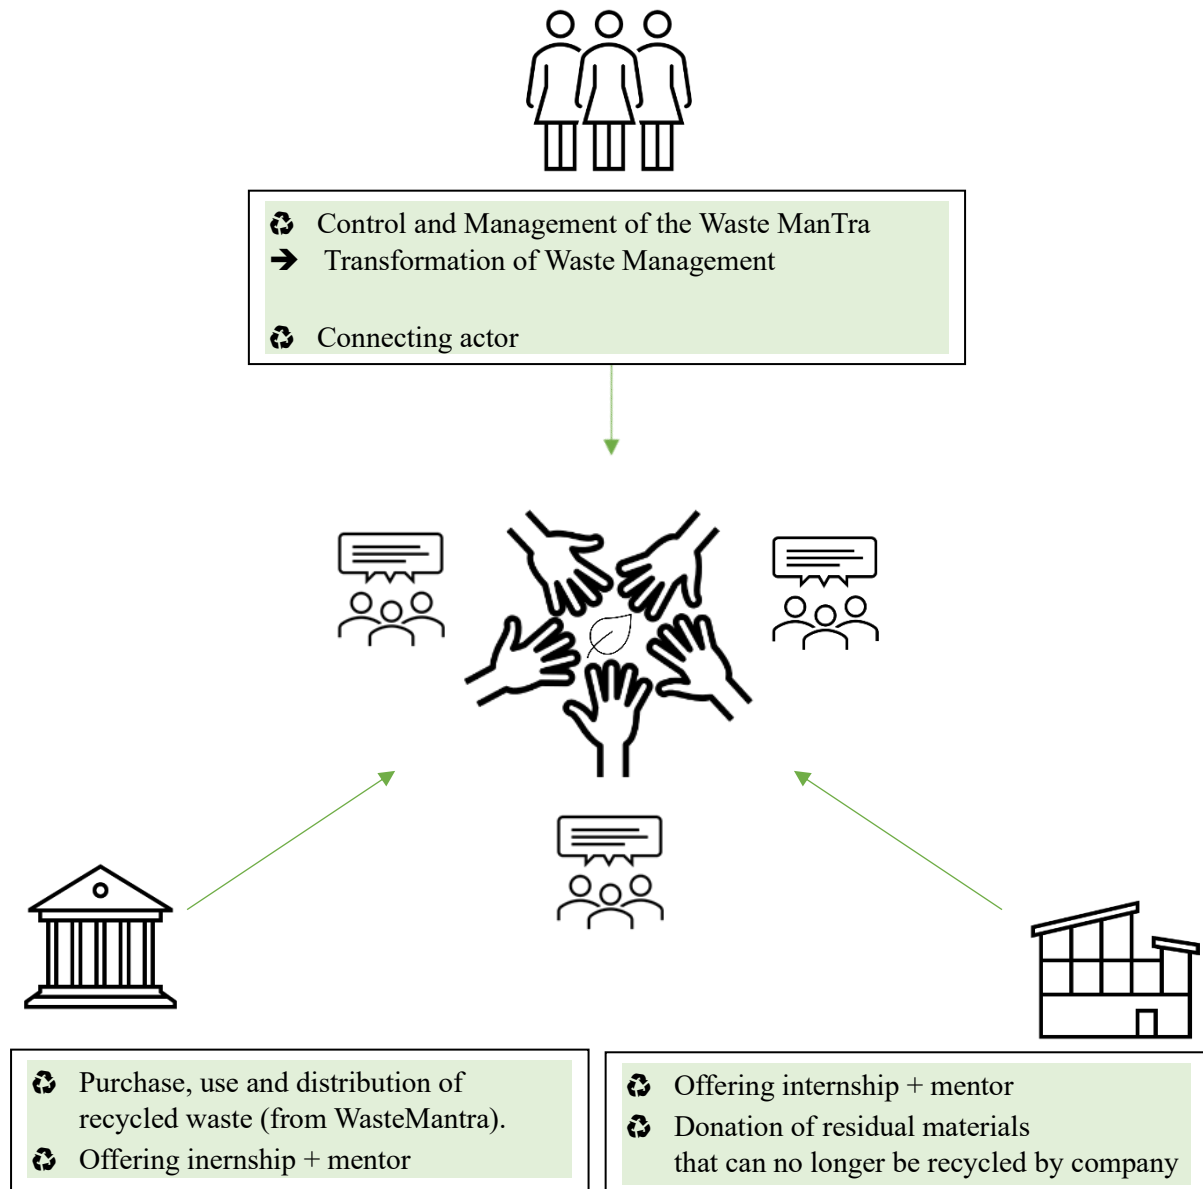 ♻ Control and Management of the Waste ManTra
➔ Transformation of Waste Management
♻ Connecting actor
♻ Purchase, use and distribution of
recycled waste (from WasteMantra).
♻ Offering inernship + mentor
♻ Offering internship + mentor
♻ Donation of residual materials
that can no longer be recycled by company